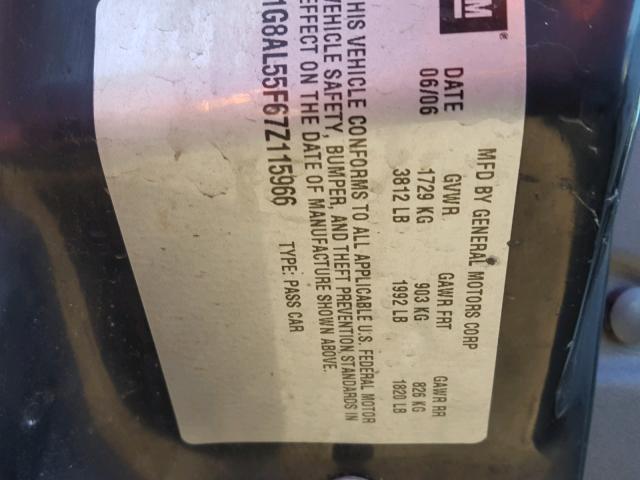 GM
®
MFD BY GENERAL MOTORS CORP
DATE GVWR GAWR FRT GAWR RR
06/06 1729 KG 903 KG 826 KG
3812 LB 1992 LB 1820 LB
THIS VEHICLE CONFORMS TO ALL APPLICABLE U.S. FEDERAL MOTOR
VEHICLE SAFETY, BUMPER, AND THEFT PREVENTION STANDARDS IN
EFFECT ON THE DATE OF MANUFACTURE SHOWN ABOVE.
1G8AL55F67Z115966 TYPE: PASS CAR